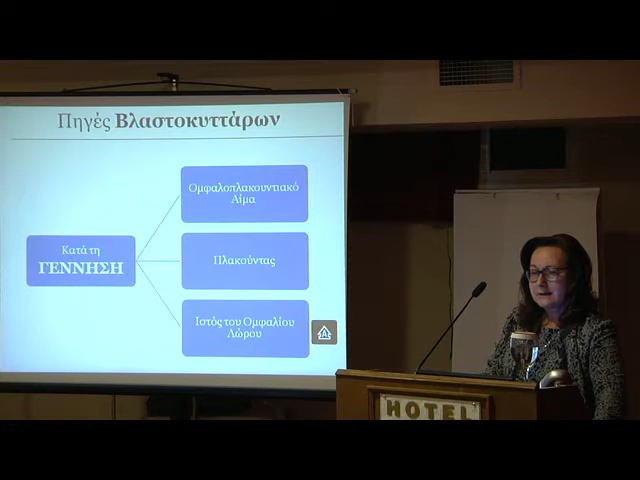 Πηγές Βλαστοκυττάρων
Ομφαλοπλακουντιακό
Αίμα
Κατά τη
ΓΕΝΝΗΣΗ
Πλακούντας
Ιστός του Ομφαλίου
Λώρου
HOTEL